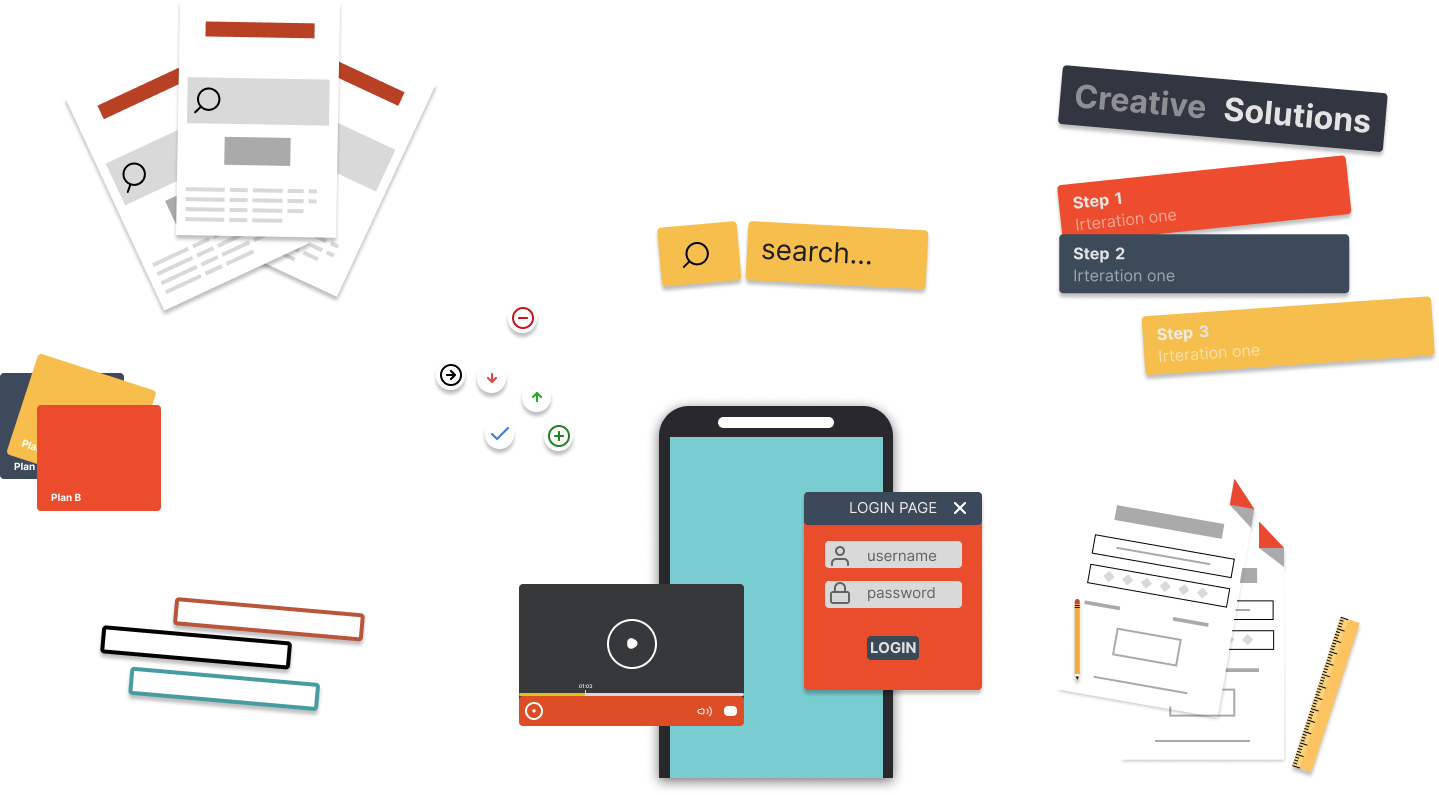 Creative Solutions
Step 1
Irteration one
Step 2
Irteration one
Step 3
Irteration one
search...
Pla
Plan
Plan B
LOGIN PAGE
username
password
LOGIN
01:03